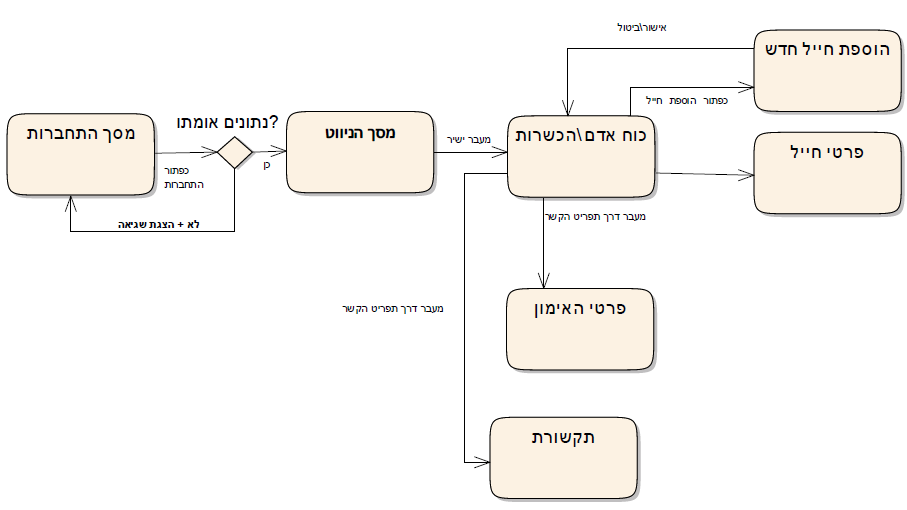 אישור\ביטול
הוספת חייל חדש
כפתור הוספת חייל
מסך התחברות
נתונים אומתו?
מסך הניווט
כוח אדם\הכשרות
פרטי חייל
מעבר ישיר
כן
כפתור
התחברות
לא + הצגת שגיאה
מעבר דרך תפריט הקשר
מעבר דרך תפריט הקשר
פרטי האימון
תקשורת